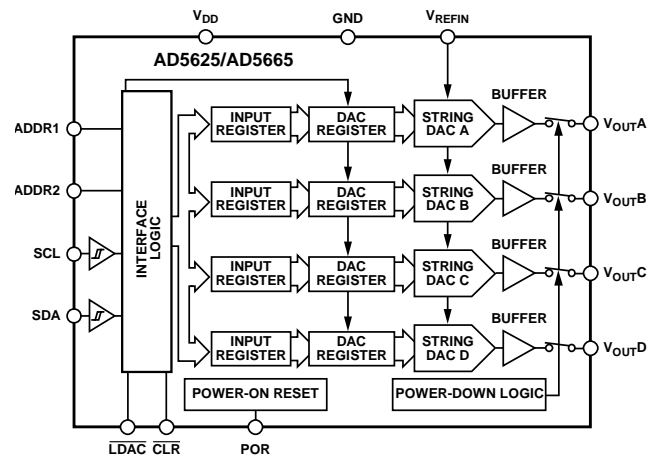 VDD
GND
VREFIN
AD5625/AD5665
BUFFER
ADDR1
INPUT
REGISTER
DAC
REGISTER
STRING
DAC A
VOUTA
BUFFER
ADDR2
INTERFACE
LOGIC
INPUT
REGISTER
DAC
REGISTER
STRING
DAC B
VOUTB
BUFFER
SCL
INPUT
REGISTER
DAC
REGISTER
STRING
DAC C
VOUTC
BUFFER
SDA
INPUT
REGISTER
DAC
REGISTER
STRING
DAC D
VOUTD
POWER-ON RESET
POWER-DOWN LOGIC
LDAC
CLR
POR